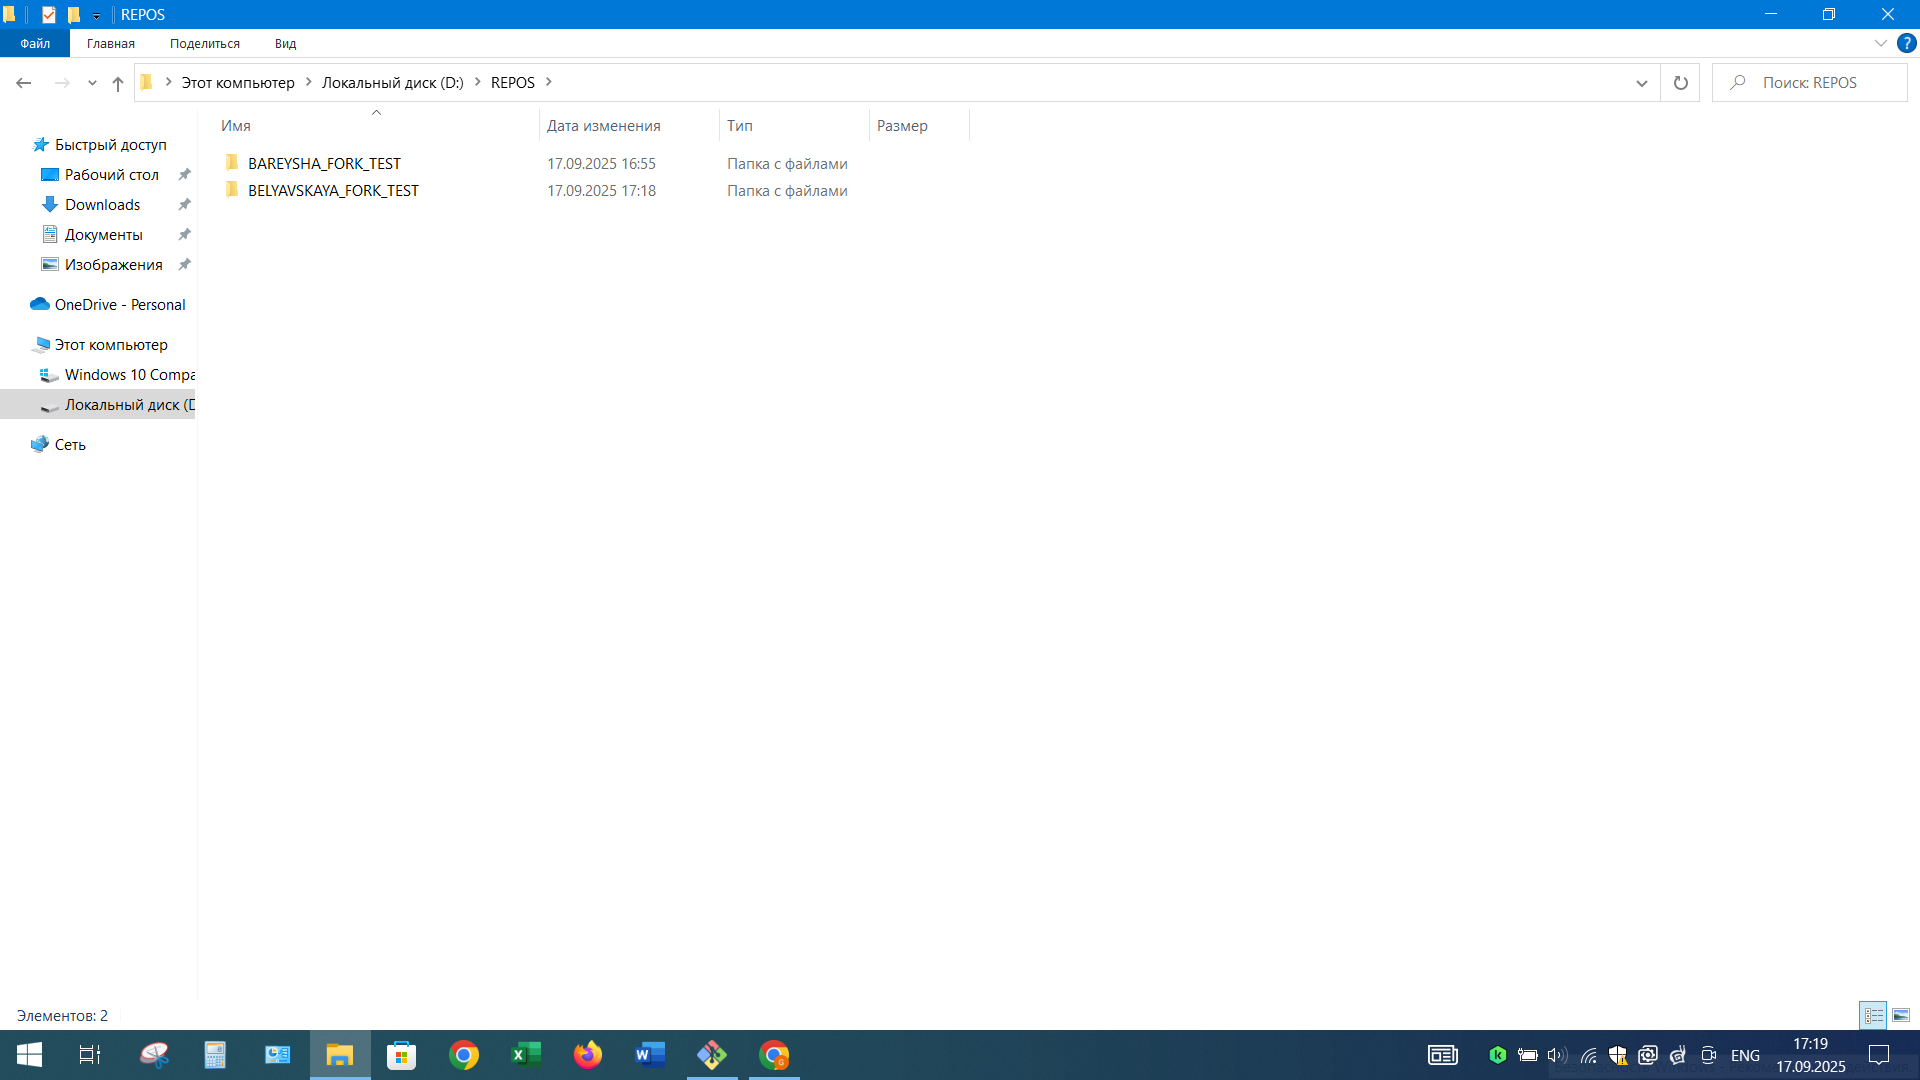 REPOS
Файл Главная Поделиться Вид
Этот компьютер Локальный диск (D:) REPOS
Поиск: REPOS
Имя Дата изменения Тип Размер
BAREYSHA_FORK_TEST 17.09.2025 16:55 Папка с файлами
BELYAVSKAYA_FORK_TEST 17.09.2025 17:18 Папка с файлами
Быстрый доступ
Рабочий стол
Downloads
Документы
Изображения
OneDrive - Personal
Этот компьютер
Windows 10 Compa
Локальный диск (D
Сеть
Элементов: 2
ENG
17:19
17.09.2025